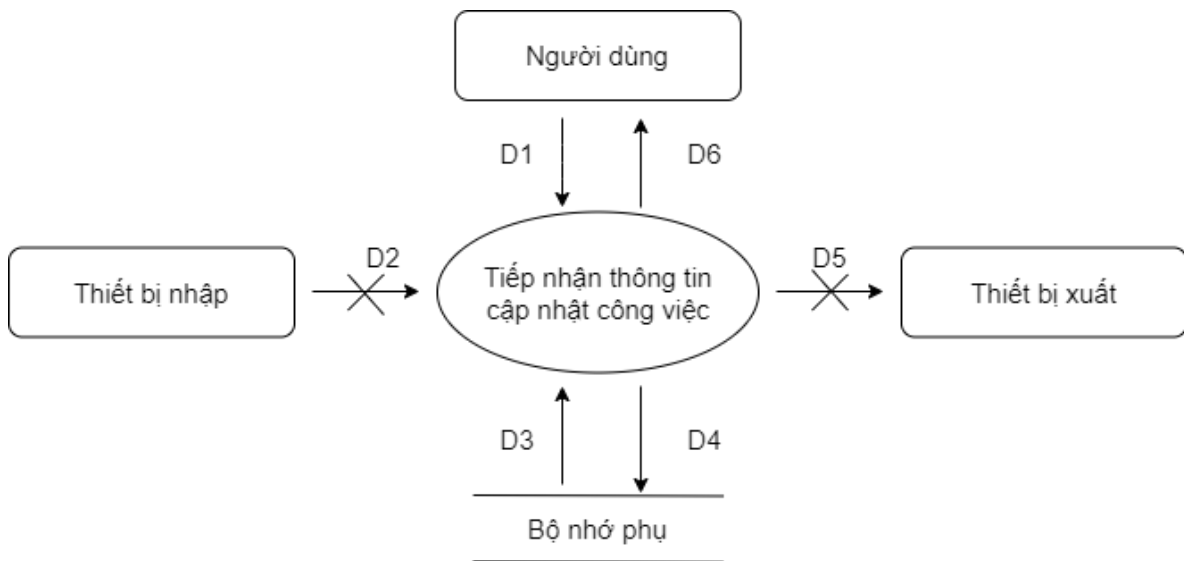 Người dùng
D1
D6
Thiết bị nhập
D2
Tiếp nhận thông tin
cập nhật công việc
D5
Thiết bị xuất
D3
D4
Bộ nhớ phụ